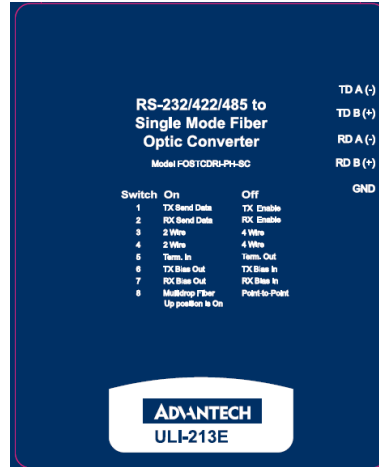 RS-232/422/485 to
Single Mode Fiber
Optic Converter
Model FOSTCDRI-PH-SC
TD A (-)
TD B (+)
RD A (-)
RD B (+)
GND
Switch On Off
1 TX Send Data TX Enable
2 RX Send Data RX Enable
3 2 Wire 4 Wire
4 2 Wire 4 Wire
5 Term. In Term. Out
6 TX Bias Out TX Bias In
7 RX Bias Out RX Bias In
8 Multidrop Fiber Point-to-Point
Up position is On
ADVANTECH
ULI-213E